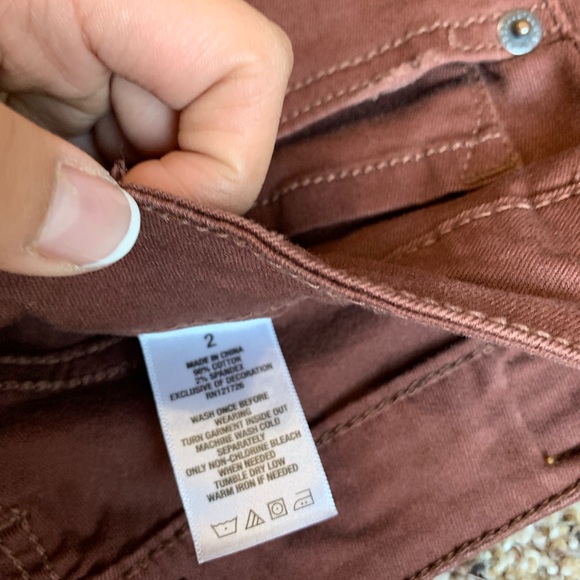 2
MADE IN CHINA
98% COTTON
2% SPANDEX
EXCLUSIVE OF DECORATION
RN121726
WASH ONCE BEFORE
WEARING
TURN GARMENT INSIDE OUT
MACHINE WASH COLD
SEPARATELY
ONLY NON-CHLORINE BLEACH
WHEN NEEDED
TUMBLE DRY LOW
WARM IRON IF NEEDED